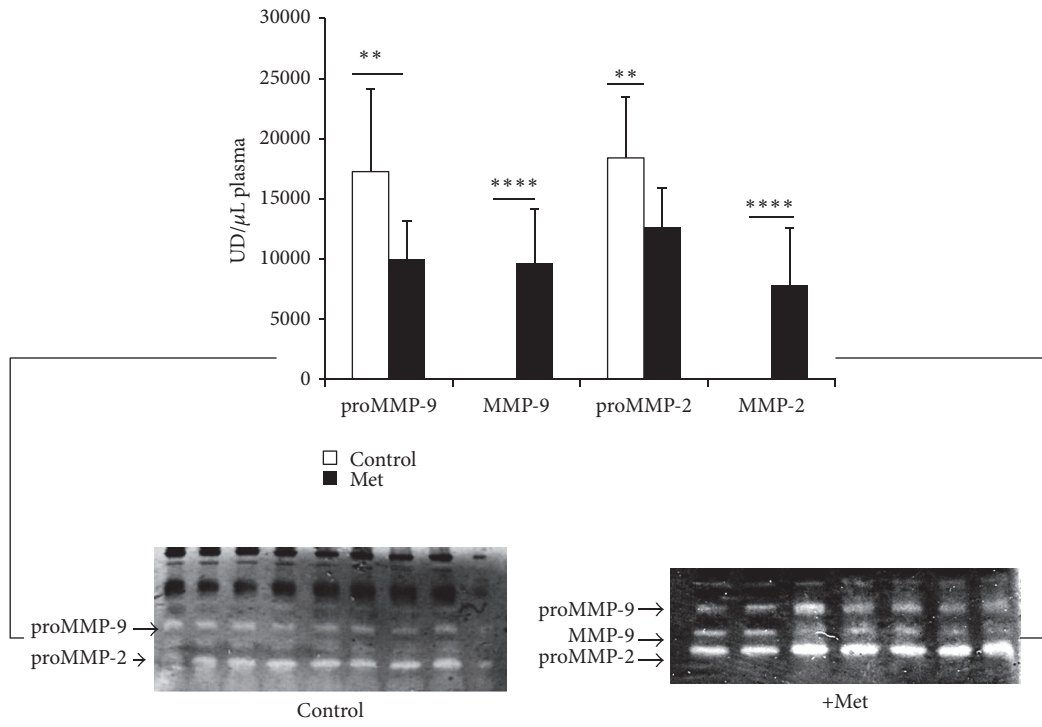 30000
25000
20000
15000
10000
5000
0
UD/μL plasma
**
****
**
****
proMMP-9 MMP-9 proMMP-2 MMP-2
Control
Met
proMMP-9
proMMP-2
Control
proMMP-9
MMP-9
proMMP-2
+Met